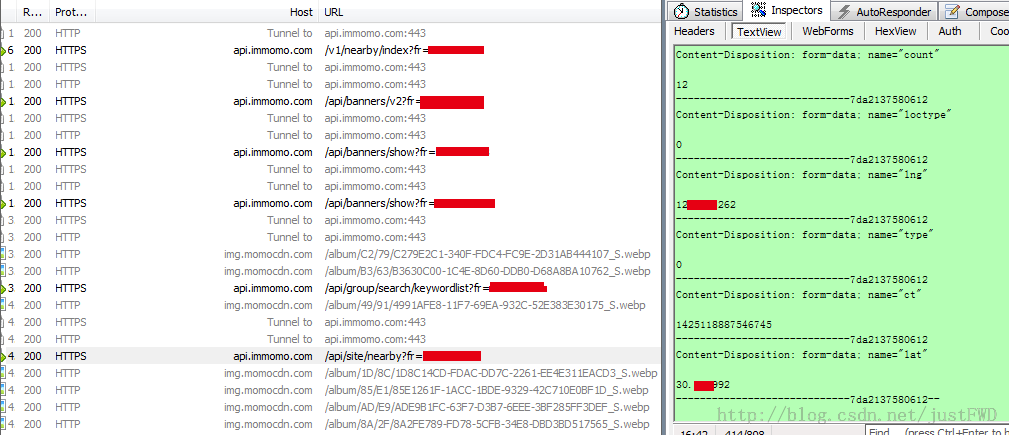 R... Prot... Host URL
1 200 HTTP Tunnel to api.immomo.com:443
6 200 HTTPS api.immomo.com /v1/nearby/index?fr=
1 200 HTTPS Tunnel to api.immomo.com:443
1 200 HTTP Tunnel to api.immomo.com:443
1 200 HTTPS api.immomo.com /api/banners/v2?fr=
1 200 HTTPS Tunnel to api.immomo.com:443
1 200 HTTP Tunnel to api.immomo.com:443
1 200 HTTPS api.immomo.com /api/banners/show?fr=
1 200 HTTPS Tunnel to api.immomo.com:443
1 200 HTTP Tunnel to api.immomo.com:443
1 200 HTTPS api.immomo.com /api/banners/show?fr=
3 200 HTTP Tunnel to api.immomo.com:443
3 200 HTTP Tunnel to api.immomo.com:443
3 200 HTTP img.momocdn.com /album/C2/79/C279E2C1-340F-FDC4-FC9E-2D31AB444107_S.webp
3 200 HTTP img.momocdn.com /album/B3/63/B3630C00-1C4E-8D60-DDB0-D68A8BA10762_S.webp
3 200 HTTPS api.immomo.com /api/group/search/keywordlist?fr=
4 200 HTTP img.momocdn.com /album/49/91/4991AFE8-11F7-69EA-932C-52E383E30175_S.webp
4 200 HTTPS Tunnel to api.immomo.com:443
4 200 HTTP Tunnel to api.immomo.com:443
4 200 HTTPS api.immomo.com /api/site/nearby?fr=
4 200 HTTP img.momocdn.com /album/1D/8C/1D8C14CD-FDAC-DD7C-2261-EE4E311EACD3_S.webp
4 200 HTTP img.momocdn.com /album/85/E1/85E1261F-1ACC-1BDE-9329-42C710E0BF1D_S.webp
4 200 HTTP img.momocdn.com /album/AD/E9/ADE9B1FC-63F7-D3B7-6EEE-3BF285FF3DEF_S.webp
4 200 HTTP img.momocdn.com /album/8A/2F/8A2FE789-FD78-5CFB-34E8-DBD3BD517565_S.webp
Statistics Inspectors AutoResponder Compose
Headers TextView WebForms HexView Auth Coo
Content-Disposition: form-data; name="count"
12
-----------------------------7da2137580612
Content-Disposition: form-data; name="loctype"
0
-----------------------------7da2137580612
Content-Disposition: form-data; name="lng"
12 262
-----------------------------7da2137580612
Content-Disposition: form-data; name="type"
0
-----------------------------7da2137580612
Content-Disposition: form-data; name="ct"
1425118887546745
-----------------------------7da2137580612
Content-Disposition: form-data; name="lat"
30. 992
-----------------------------7da2137580612--
http://blog.csdn.net/justFWD
16:42 414/808 Find... (press Ctrl+Enter to h